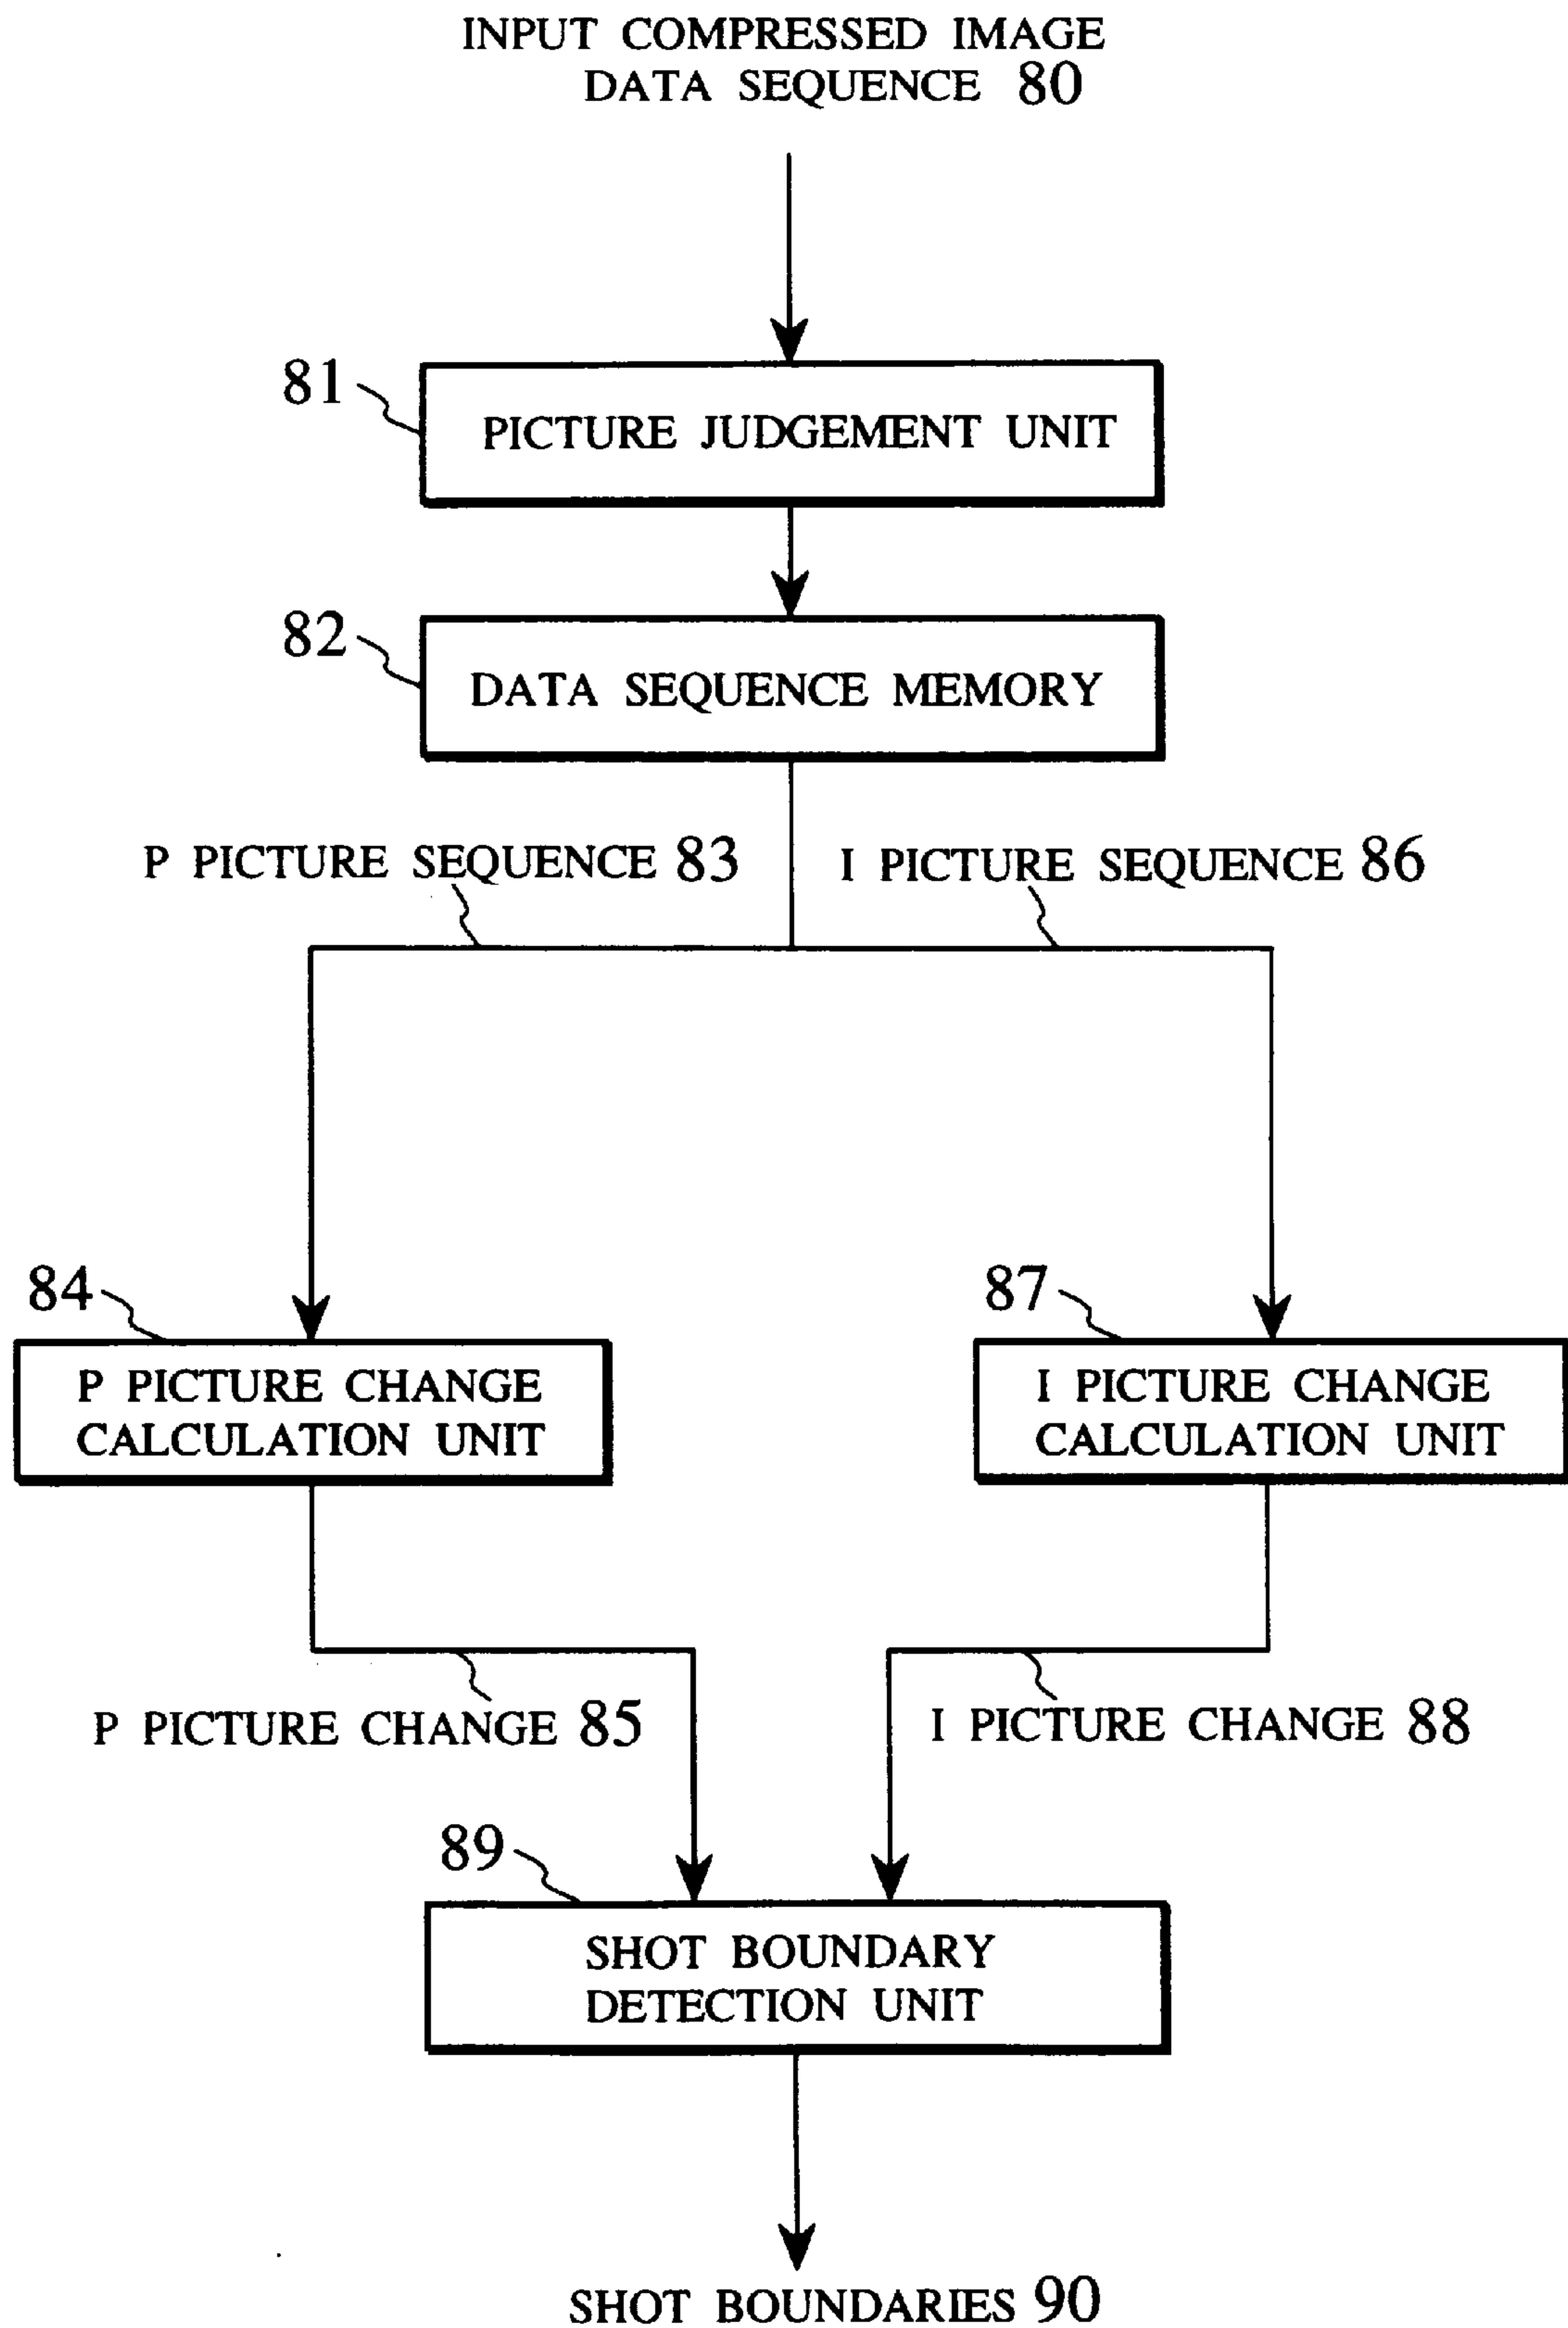 INPUT COMPRESSED IMAGE
DATA SEQUENCE 80
81
PICTURE JUDGEMENT UNIT
82
DATA SEQUENCE MEMORY
P PICTURE SEQUENCE 83
I PICTURE SEQUENCE 86
84
P PICTURE CHANGE
CALCULATION UNIT
87
I PICTURE CHANGE
CALCULATION UNIT
P PICTURE CHANGE 85
I PICTURE CHANGE 88
89
SHOT BOUNDARY
DETECTION UNIT
SHOT BOUNDARIES 90